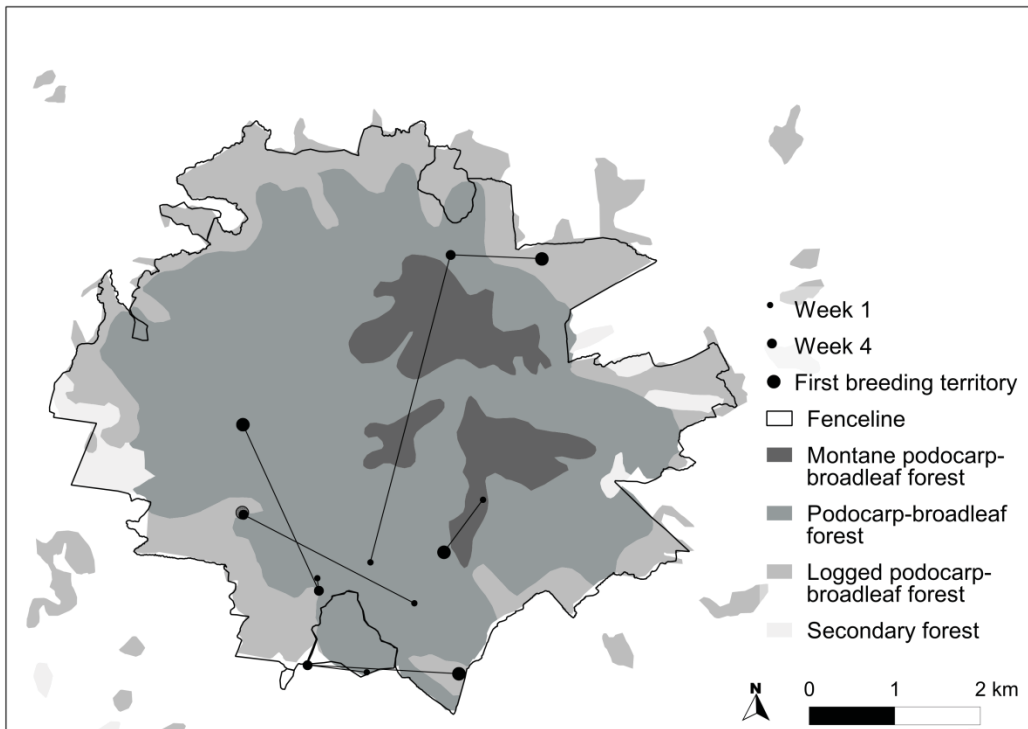 Week 1
Week 4
First breeding territory
Fenceline
Montane podocarp-
broadleaf forest
Podocarp-broadleaf
forest
Logged podocarp-
broadleaf forest
Secondary forest
N
0 1 2 km